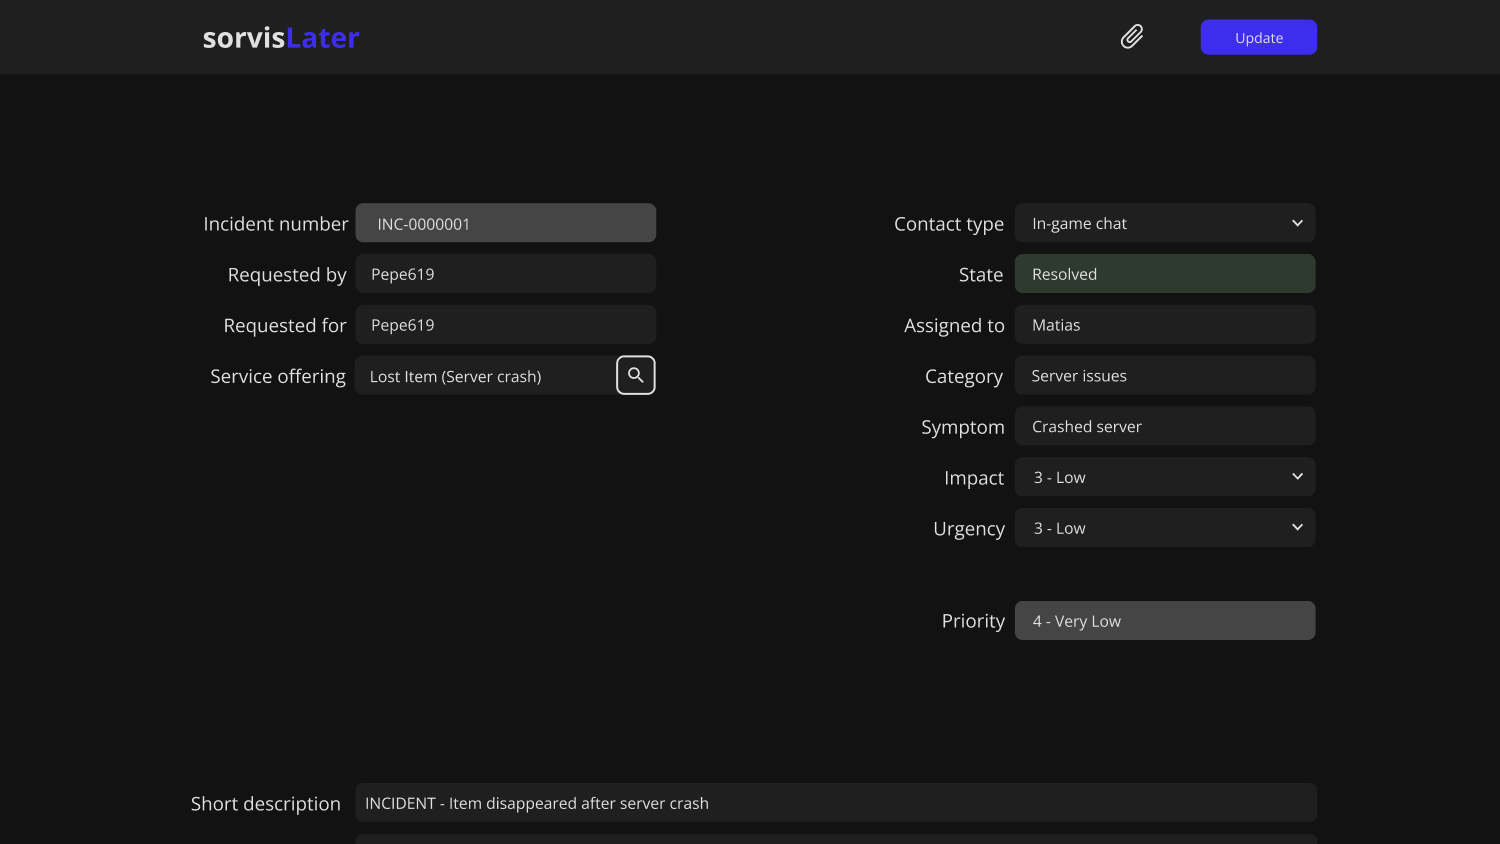 sorvisLater
Update
Incident number INC-0000001
Requested by Pepe619
Requested for Pepe619
Service offering Lost Item (Server crash)
Contact type In-game chat
State Resolved
Assigned to Matias
Category Server issues
Symptom Crashed server
Impact 3 - Low
Urgency 3 - Low
Priority 4 - Very Low
Short description INCIDENT - Item disappeared after server crash